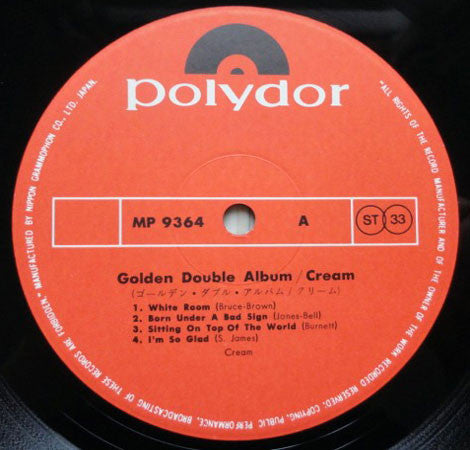 polydor
MP 9364 A ST 33
Golden Double Album / Cream
(ゴールデン・ダブル・アルバム / クリーム)
1. White Room (Bruce-Brown)
2. Born Under A Bad Sign (Jones-Bell)
3. Sitting On Top Of The World (Burnett)
4. I'm So Glad (S. James)
Cream
"ALL RIGHTS OF THE RECORD MANUFACTURER AND OF THE OWNER OF THE WORK RECORDED RESERVED. COPYING, PUBLIC PERFORMANCE, BROADCASTING OF THESE RECORDS ARE FORBIDDEN." MANUFACTURED BY NIPPON GRAMMOPHON CO., LTD. JAPAN.